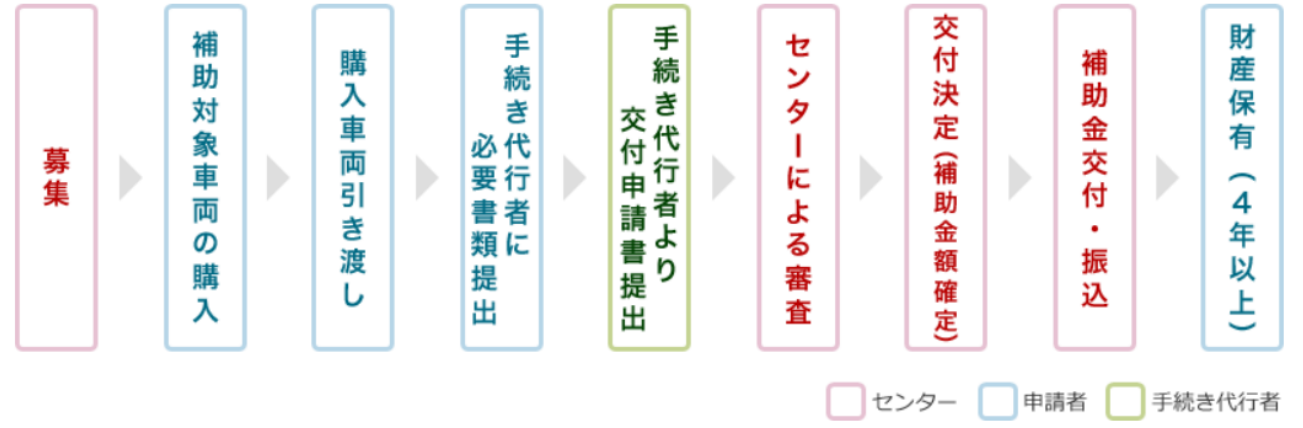 募集
補助対象車両の購入
購入車両引き渡し
手続き代行者に
必要書類提出
手続き代行者より
交付申請書提出
センターによる審査
交付決定(補助金額確定)
補助金交付・振込
財産保有(4年以上)
センター
申請者
手続き代行者